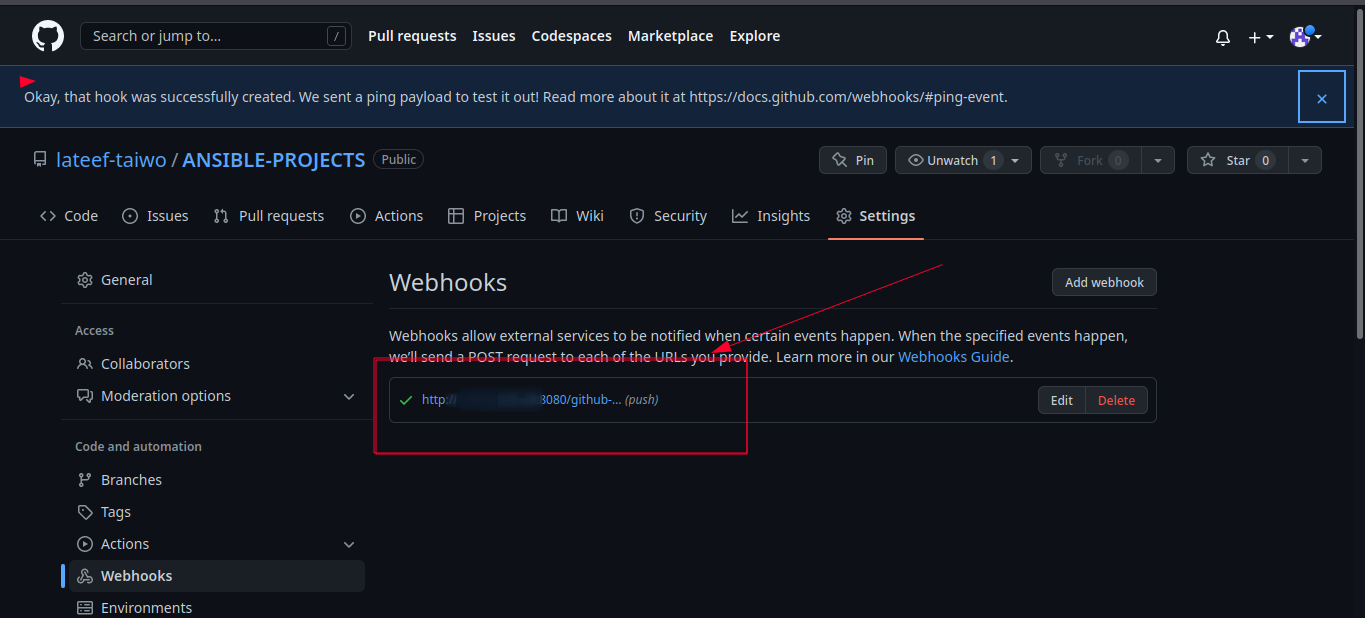 Search or jump to... / Pull requests Issues Codespaces Marketplace Explore
Okay, that hook was successfully created. We sent a ping payload to test it out! Read more about it at https://docs.github.com/webhooks/#ping-event.
lateef-taiwo / ANSIBLE-PROJECTS Public Pin Unwatch 1 Fork 0 Star 0
Code Issues Pull requests Actions Projects Wiki Security Insights Settings
General
Access
Collaborators
Moderation options
Code and automation
Branches
Tags
Actions
Webhooks
Environments
Webhooks Add webhook
Webhooks allow external services to be notified when certain events happen. When the specified events happen,
we'll send a POST request to each of the URLs you provide. Learn more in our Webhooks Guide.
http:// 8080/github-... (push) Edit Delete